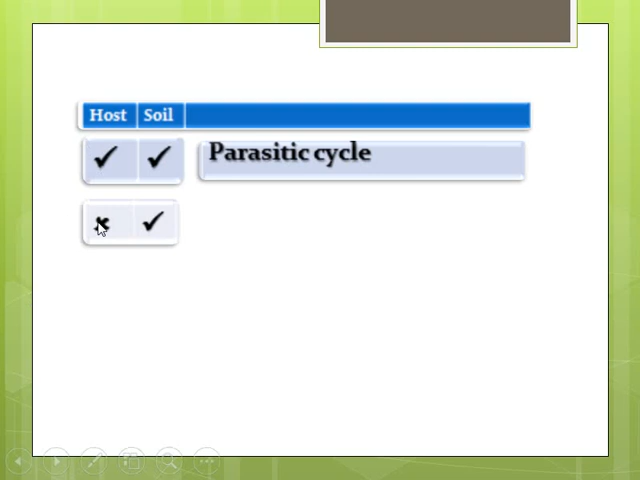 Host Soil
✓ ✓ Parasitic cycle
× ✓